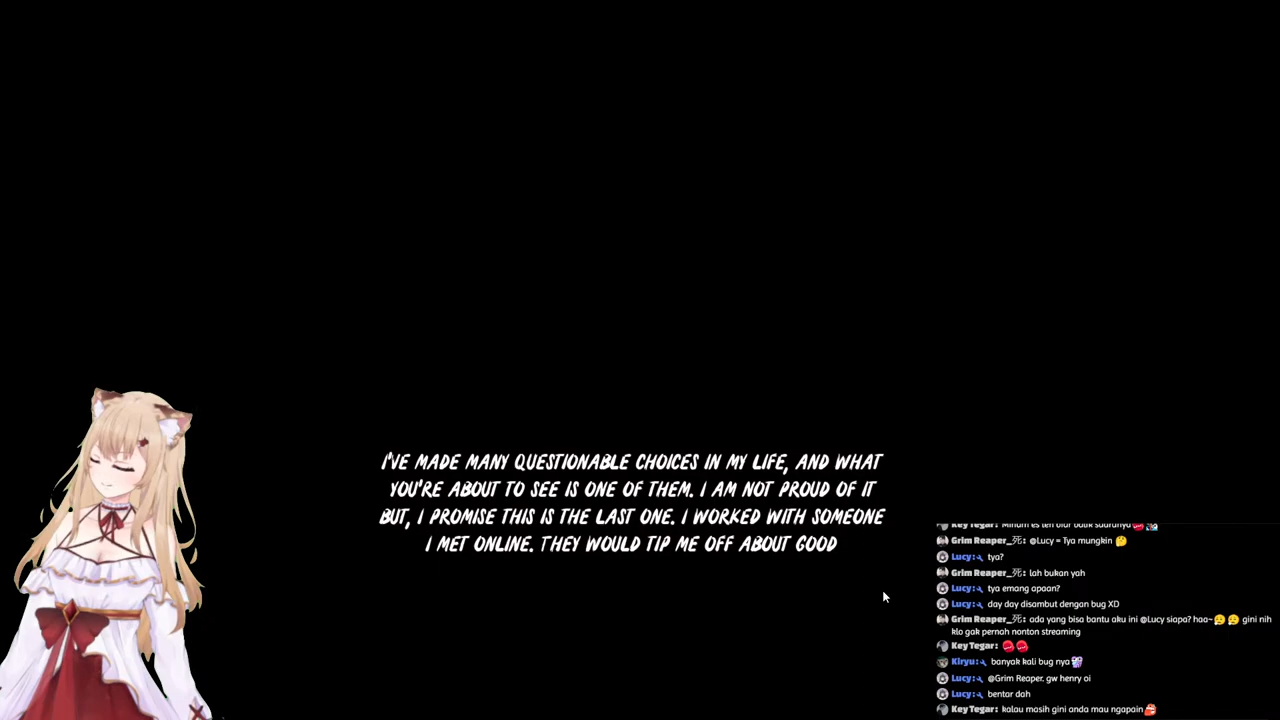 I'VE MADE MANY QUESTIONABLE CHOICES IN MY LIFE, AND WHAT
YOU'RE ABOUT TO SEE IS ONE OF THEM. I AM NOT PROUD OF IT
BUT, I PROMISE THIS IS THE LAST ONE. I WORKED WITH SOMEONE
I MET ONLINE. THEY WOULD TIP ME OFF ABOUT GOOD
Key Tegar:
Grim Reaper_死: @Lucy = Tya mungkin 🤔
Lucy: tya?
Grim Reaper_死: lah bukan yah
Lucy: tya emang apaan?
Lucy: day day disambut dengan bug XD
Grim Reaper_死: ada yang bisa bantu aku ini @Lucy siapa? haa~ gini nih
klo gak pernah nonton streaming
Key Tegar:
Kiryu: banyak kali bug nya
Lucy: @Grim Reaper. gw henry oi
Lucy: bentar dah
Key Tegar: kalau masih gini anda mau ngapain